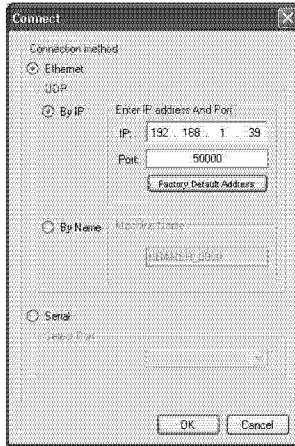 Connect
Connection method
Ethernet
UDP
By IP
Enter IP address And Port
IP: 192 . 168 . 1 . 39
Port: 50000
Factory Default Address
By Name
Machine Name
Serial
Select Port
OK Cancel